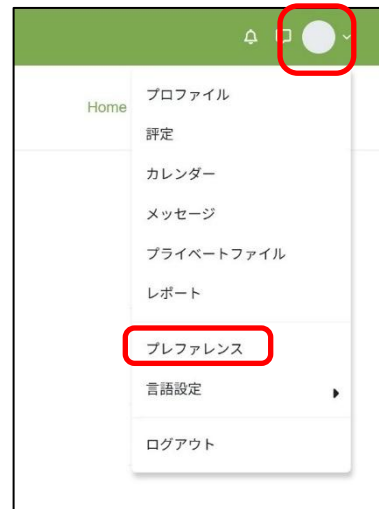 Home
プロファイル
評定
カレンダー
メッセージ
プライベートファイル
レポート
プレファレンス
言語設定
ログアウト